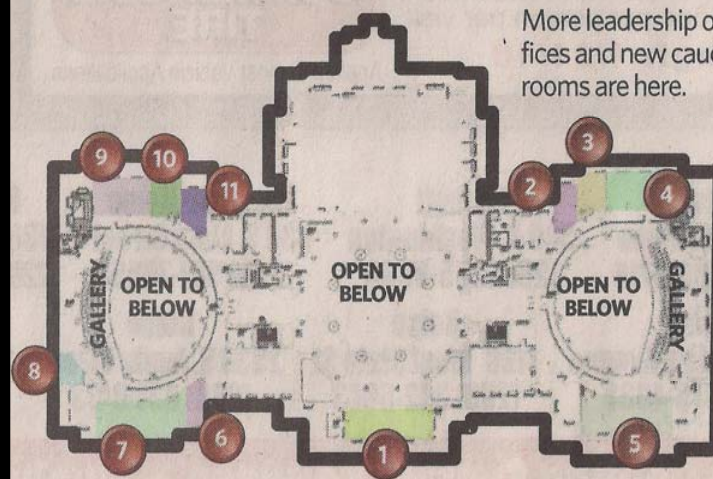 More leadership o
fices and new cauc
rooms are here.
9
10
11
2
3
4
GALLERY
OPEN TO
BELOW
OPEN TO
BELOW
OPEN TO
BELOW
GALLERY
8
7
6
1
5